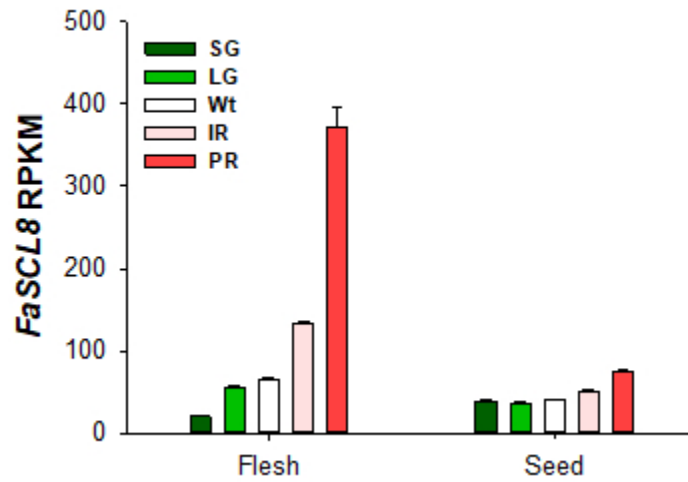 500
400
300
200
100
0
FaSCL8 RPKM
SG
LG
Wt
IR
PR
Flesh
Seed